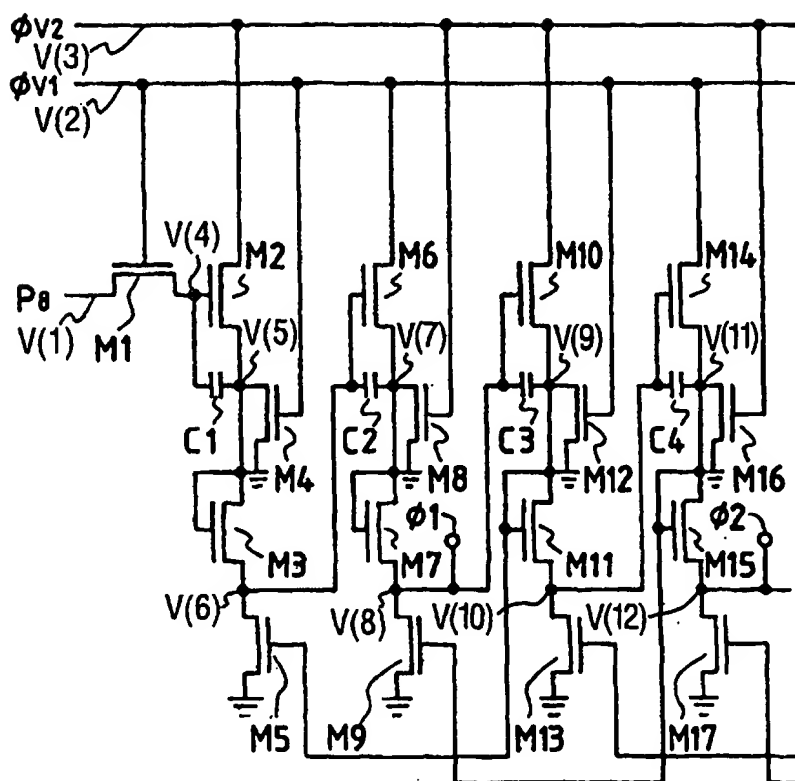 ΦV2
V(3)
ΦV1
V(2)
V(4)
M2
M6
M10
M14
P8
V(1)
M1
V(5)
V(7)
V(9)
V(11)
C1
M4
C2
M8
C3
M12
C4
M16
M3
M7
Φ1
M11
M15
Φ2
V(6)
V(8)
V(10)
V(12)
M5
M9
M13
M17